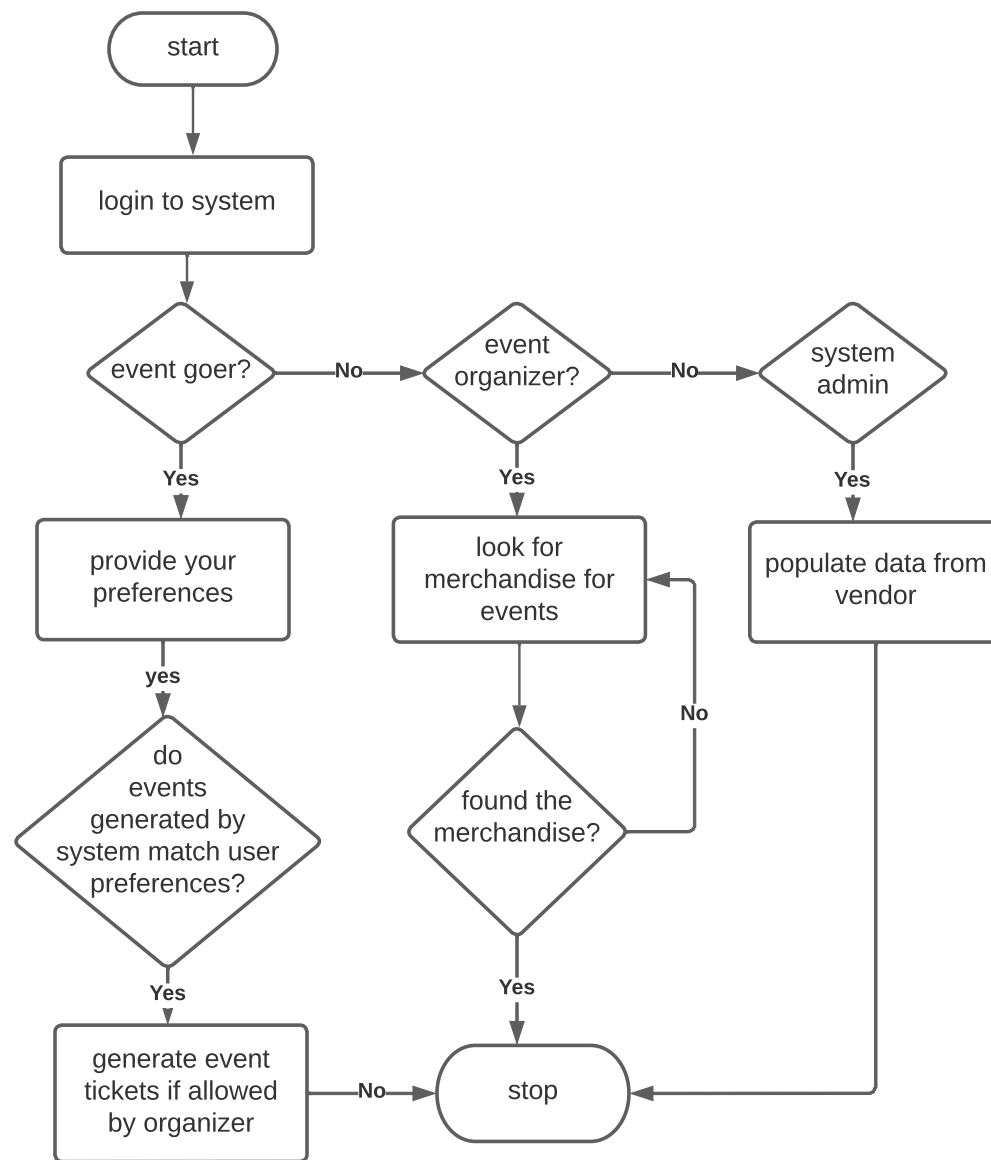 start
login to system
event goer?
No
event
organizer?
No
system
admin
Yes
Yes
Yes
provide your
preferences
look for
merchandise for
events
populate data from
vendor
yes
No
do
events
generated by
system match user
preferences?
found the
merchandise?
Yes
Yes
generate event
tickets if allowed
by organizer
No
stop